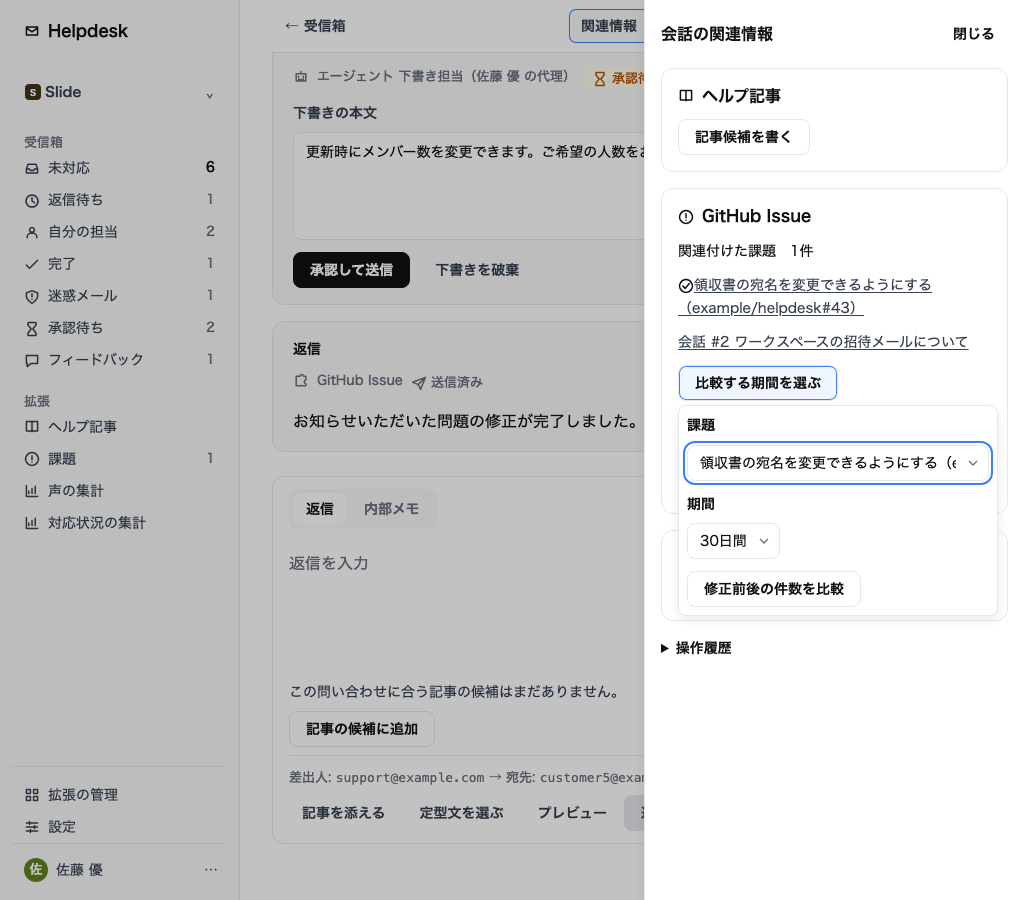 Helpdesk
S Slide
受信箱
未対応 6
返信待ち 1
自分の担当 2
完了 1
迷惑メール 1
承認待ち 2
フィードバック 1
拡張
ヘルプ記事
課題 1
声の集計
対応状況の集計
拡張の管理
設定
佐 佐藤 優 …
← 受信箱
関連情報
エージェント 下書き担当（佐藤 優 の代理）
承認待
下書きの本文
更新時にメンバー数を変更できます。ご希望の人数をお
承認して送信 下書きを破棄
返信
GitHub Issue 送信済み
お知らせいただいた問題の修正が完了しました。
返信 内部メモ
返信を入力
この問い合わせに合う記事の候補はまだありません。
記事の候補に追加
差出人: support@example.com → 宛先: customer5@exam
記事を添える 定型文を選ぶ プレビュー
会話の関連情報 閉じる
ヘルプ記事
記事候補を書く
GitHub Issue
関連付けた課題 1件
領収書の宛名を変更できるようにする
（example/helpdesk#43）
会話 #2 ワークスペースの招待メールについて
比較する期間を選ぶ
課題
領収書の宛名を変更できるようにする（e
期間
30日間
修正前後の件数を比較
▶ 操作履歴